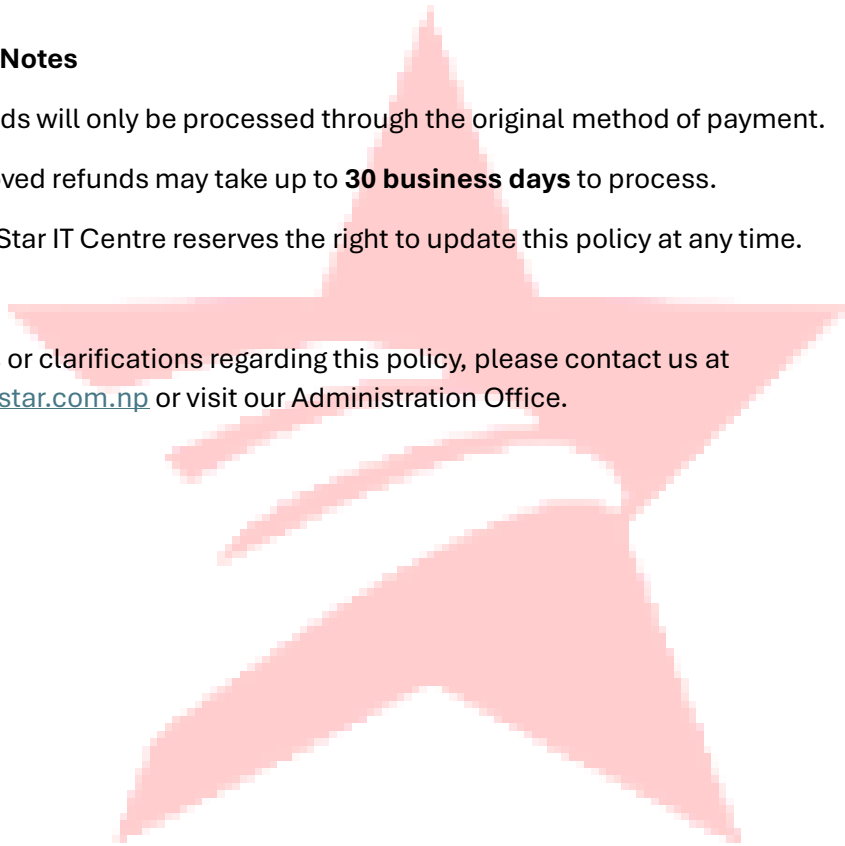 Notes
ds will only be processed through the original method of payment.
ved refunds may take up to 30 business days to process.
Star IT Centre reserves the right to update this policy at any time.
or clarifications regarding this policy, please contact us at
star.com.np or visit our Administration Office.